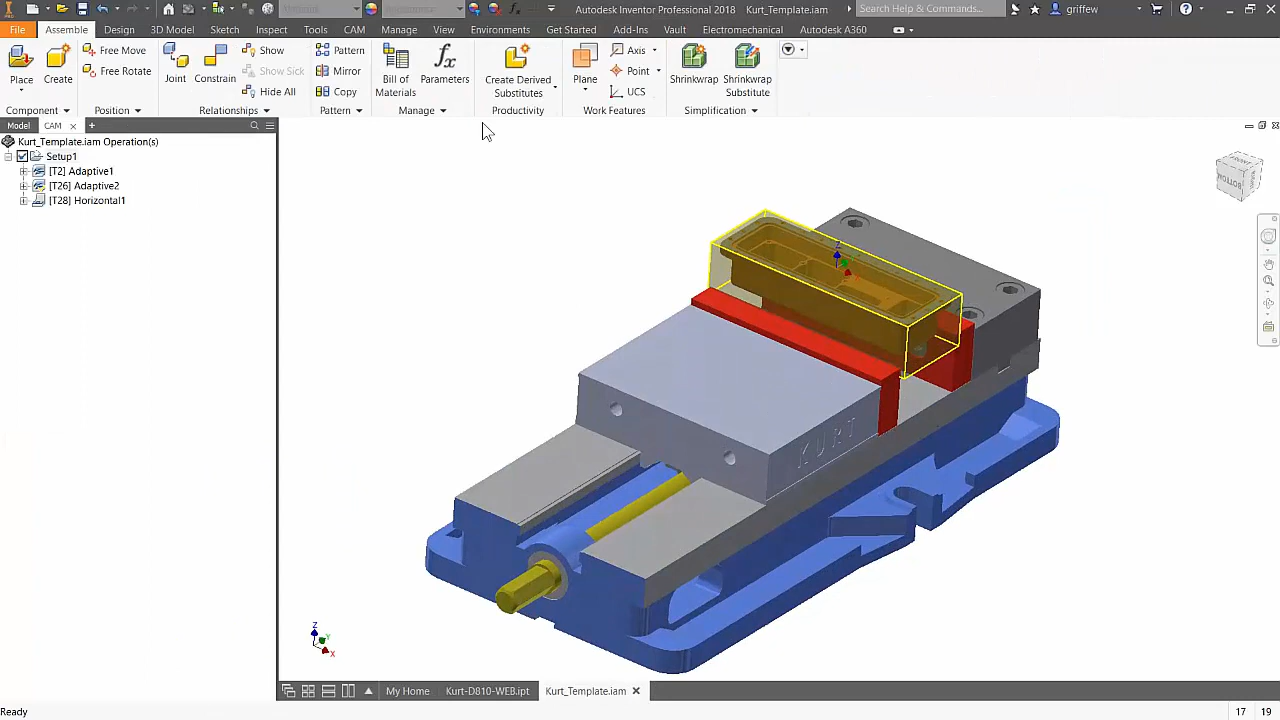 Autodesk Inventor Professional 2018 Kurt_Template.iam
Search Help & Commands...
griffew
File Assemble Design 3D Model Sketch Inspect Tools CAM Manage View Environments Get Started Add-Ins Vault Electromechanical Autodesk A360
Place
Create
Free Move
Free Rotate
Joint
Constrain
Show
Show Sick
Hide All
Pattern
Mirror
Copy
Bill of
Materials
Parameters
Create Derived
Substitutes
Plane
Axis
Point
UCS
Shrinkwrap
Shrinkwrap
Substitute
Component Position Relationships Pattern Manage Productivity Work Features Simplification
Model CAM
Kurt_Template.iam Operation(s)
Setup1
[T2] Adaptive1
[T26] Adaptive2
[T28] Horizontal1
BOTTOM
Z
KURT
Z
Y
X
My Home Kurt-D810-WEB.ipt Kurt_Template.iam
Ready
17 19